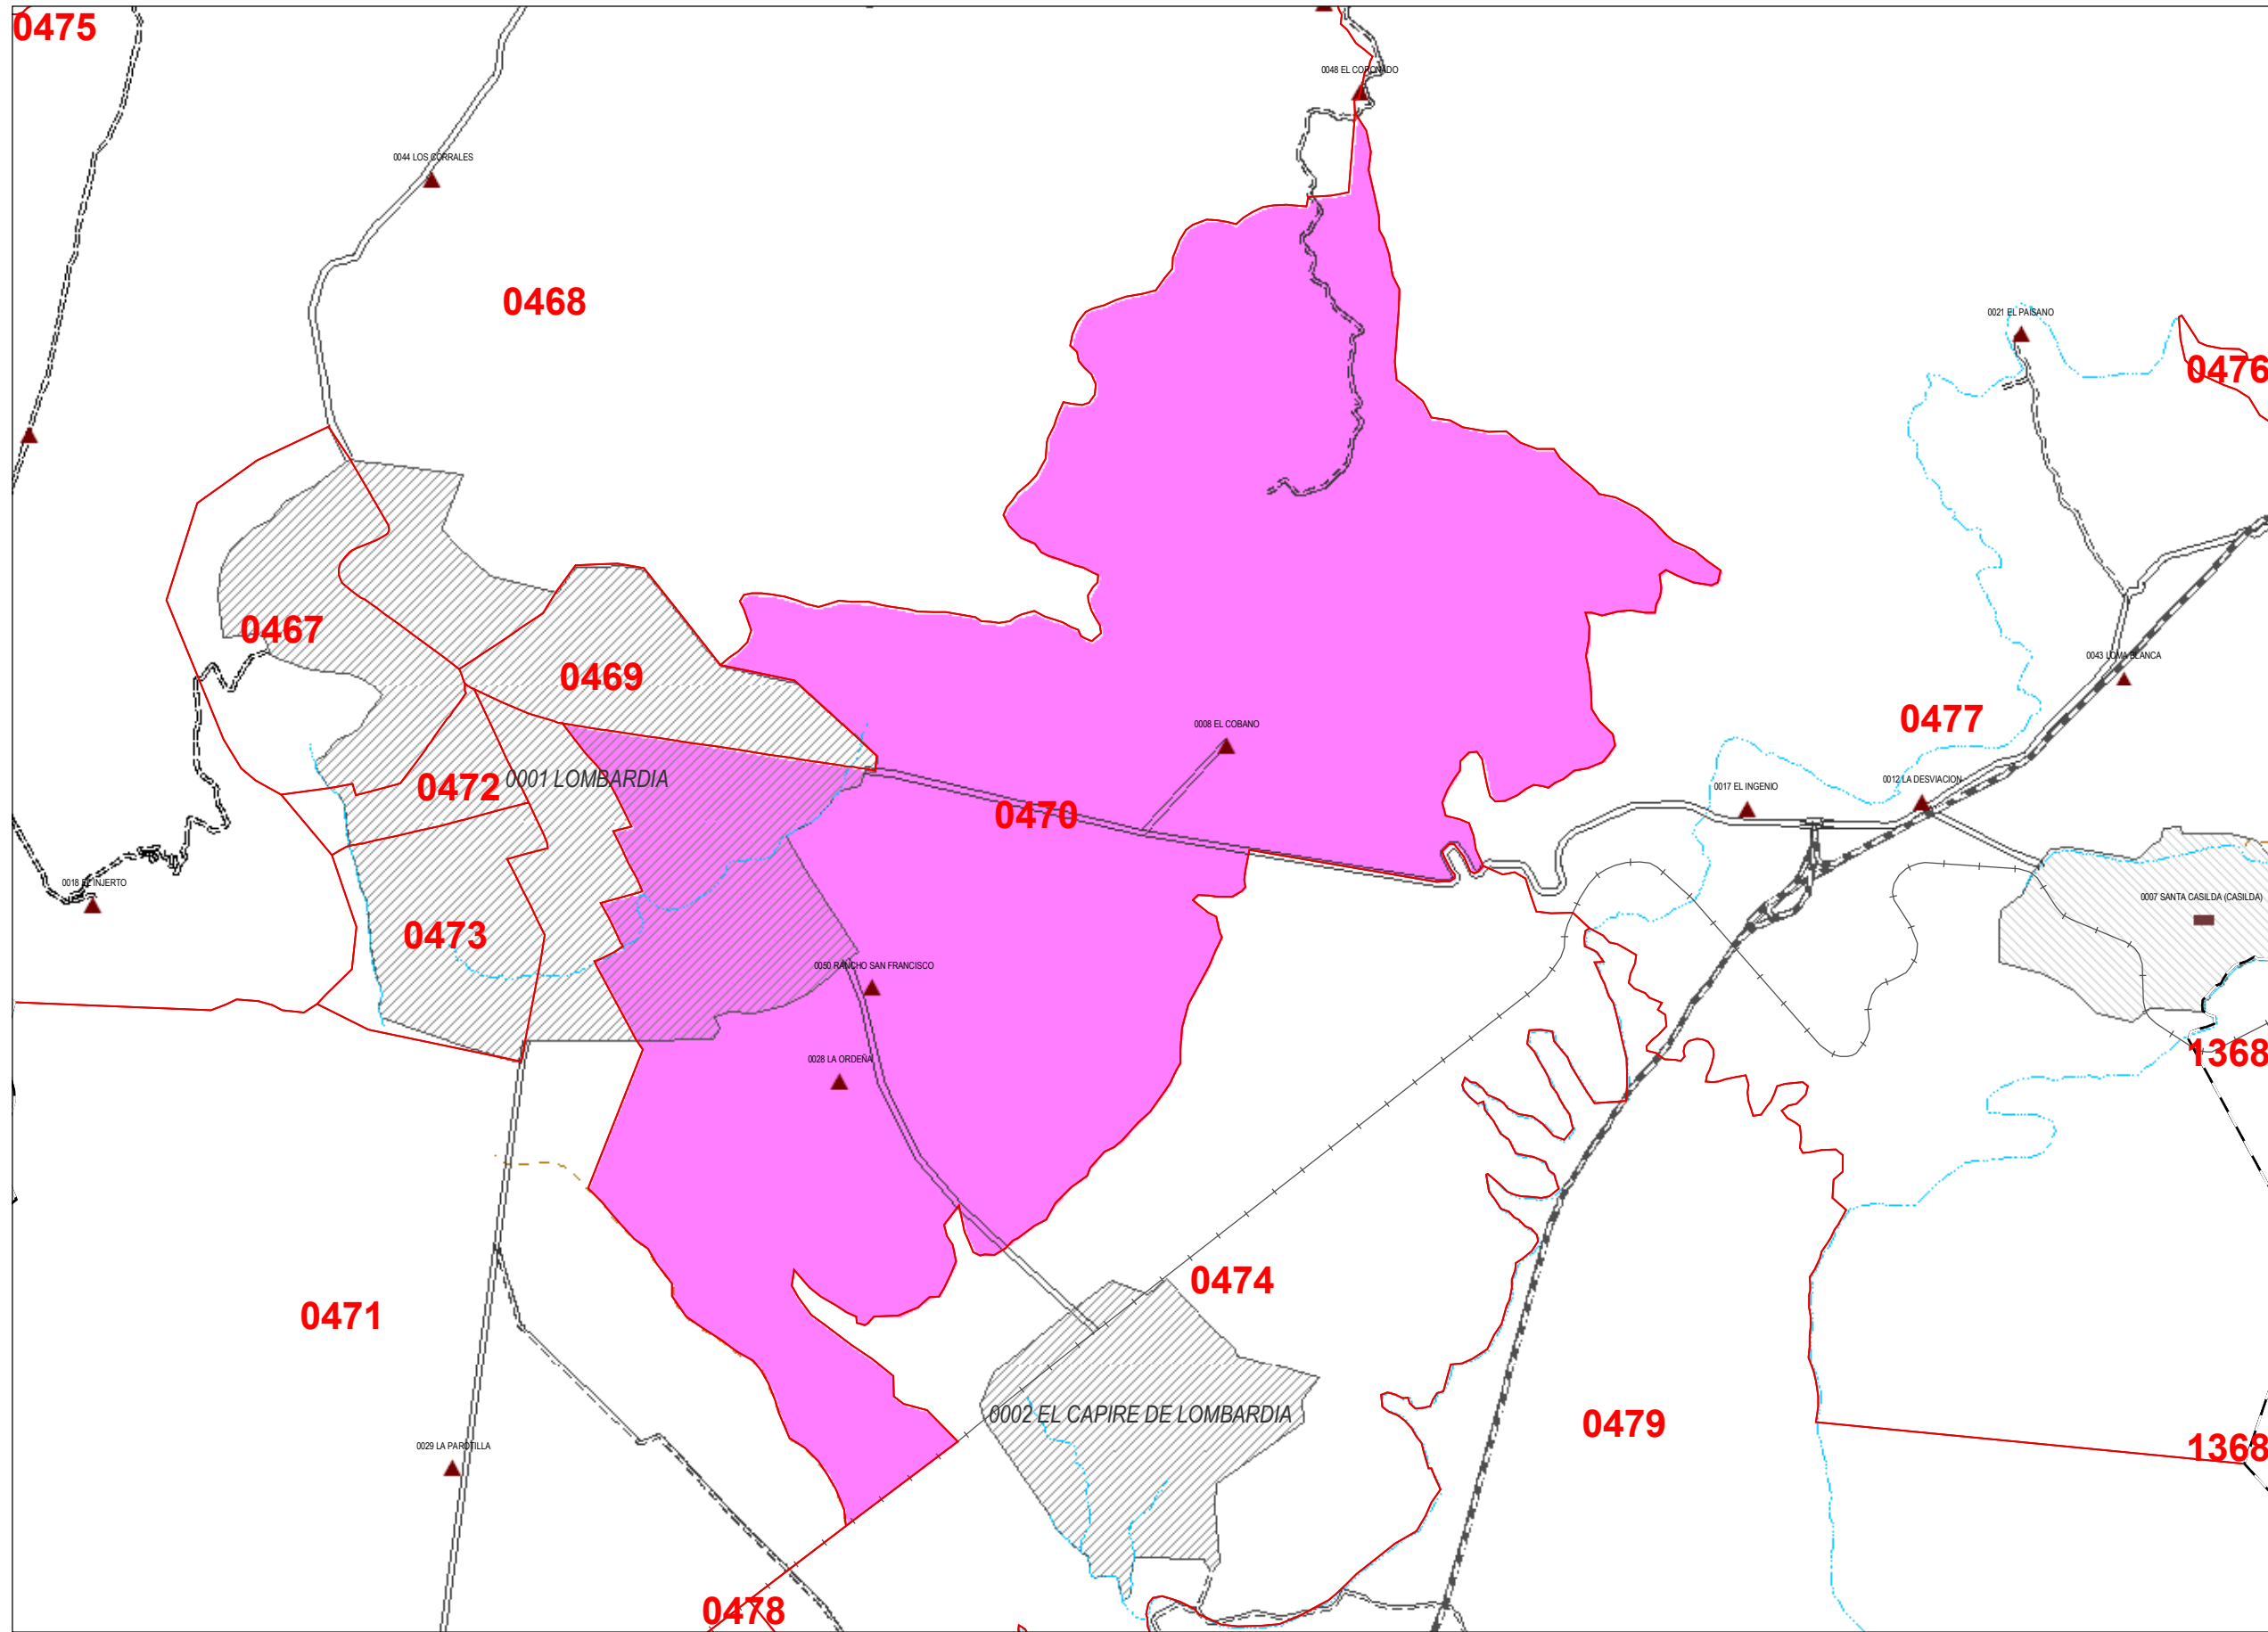 0475
0048 EL CORONADO
0044 LOS CORRALES
0468
0021 EL PAISANO
0476
0467
0469
0043 LOMA BLANCA
0477
0008 EL COBANO
0472
0001 LOMBARDIA
0470
0017 EL INGENIO
0012 LA DESVIACION
0018 EL INJERTO
0007 SANTA CASILDA (CASILDA)
0473
0050 RANCHO SAN FRANCISCO
0028 LA ORDEÑA
1368
0474
0471
0002 EL CAPIRE DE LOMBARDIA
0479
0029 LA PAROTILLA
1368
0478